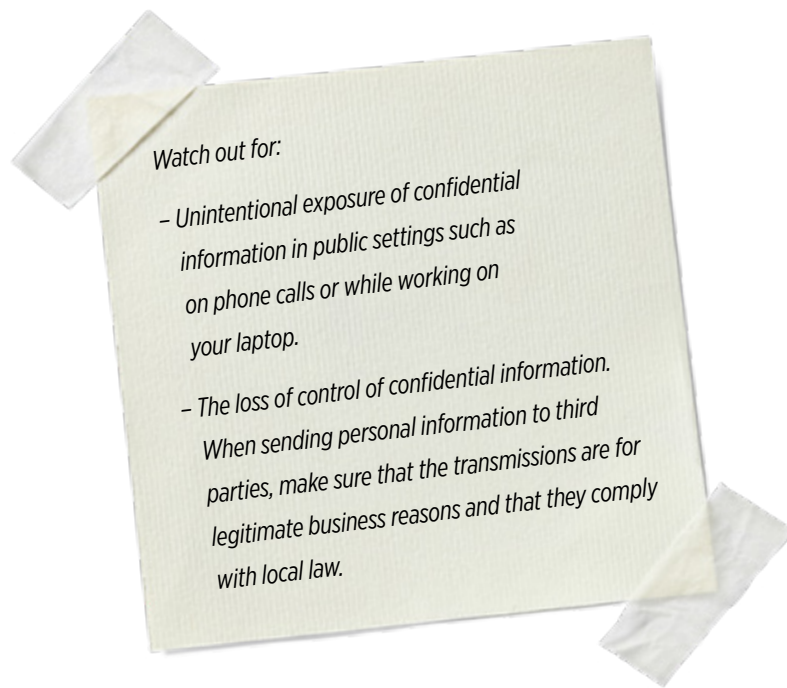 Watch out for:
– Unintentional exposure of confidential
information in public settings such as
on phone calls or while working on
your laptop.
– The loss of control of confidential information.
When sending personal information to third
parties, make sure that the transmissions are for
legitimate business reasons and that they comply
with local law.